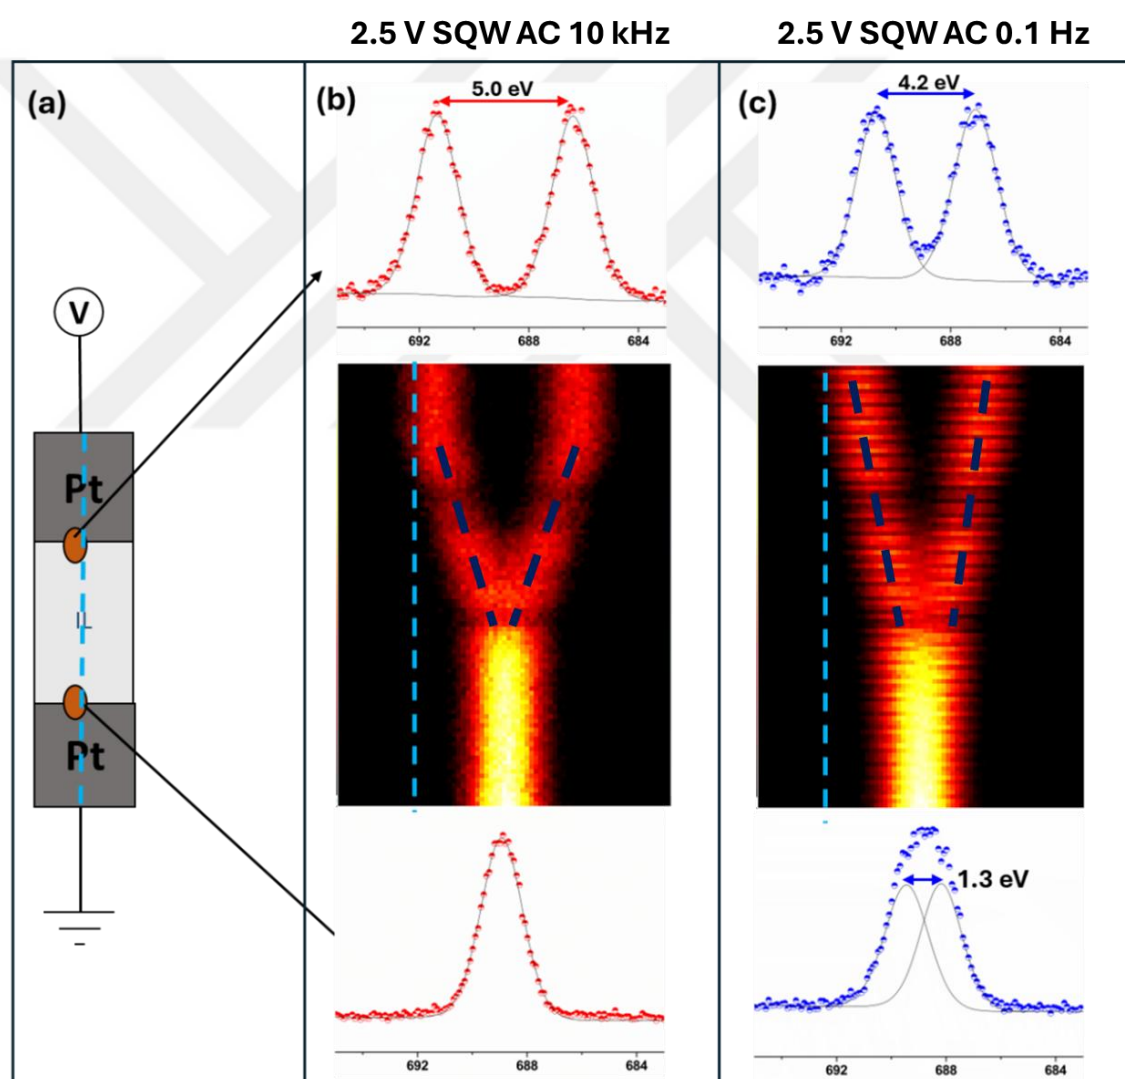 2.5 V SQW AC 10 kHz
2.5 V SQW AC 0.1 Hz
(a)
(b)
(c)
5.0 eV
4.2 eV
692 688 684
692 688 684
V
Pt
IL
Pt
1.3 eV
692 688 684
692 688 684